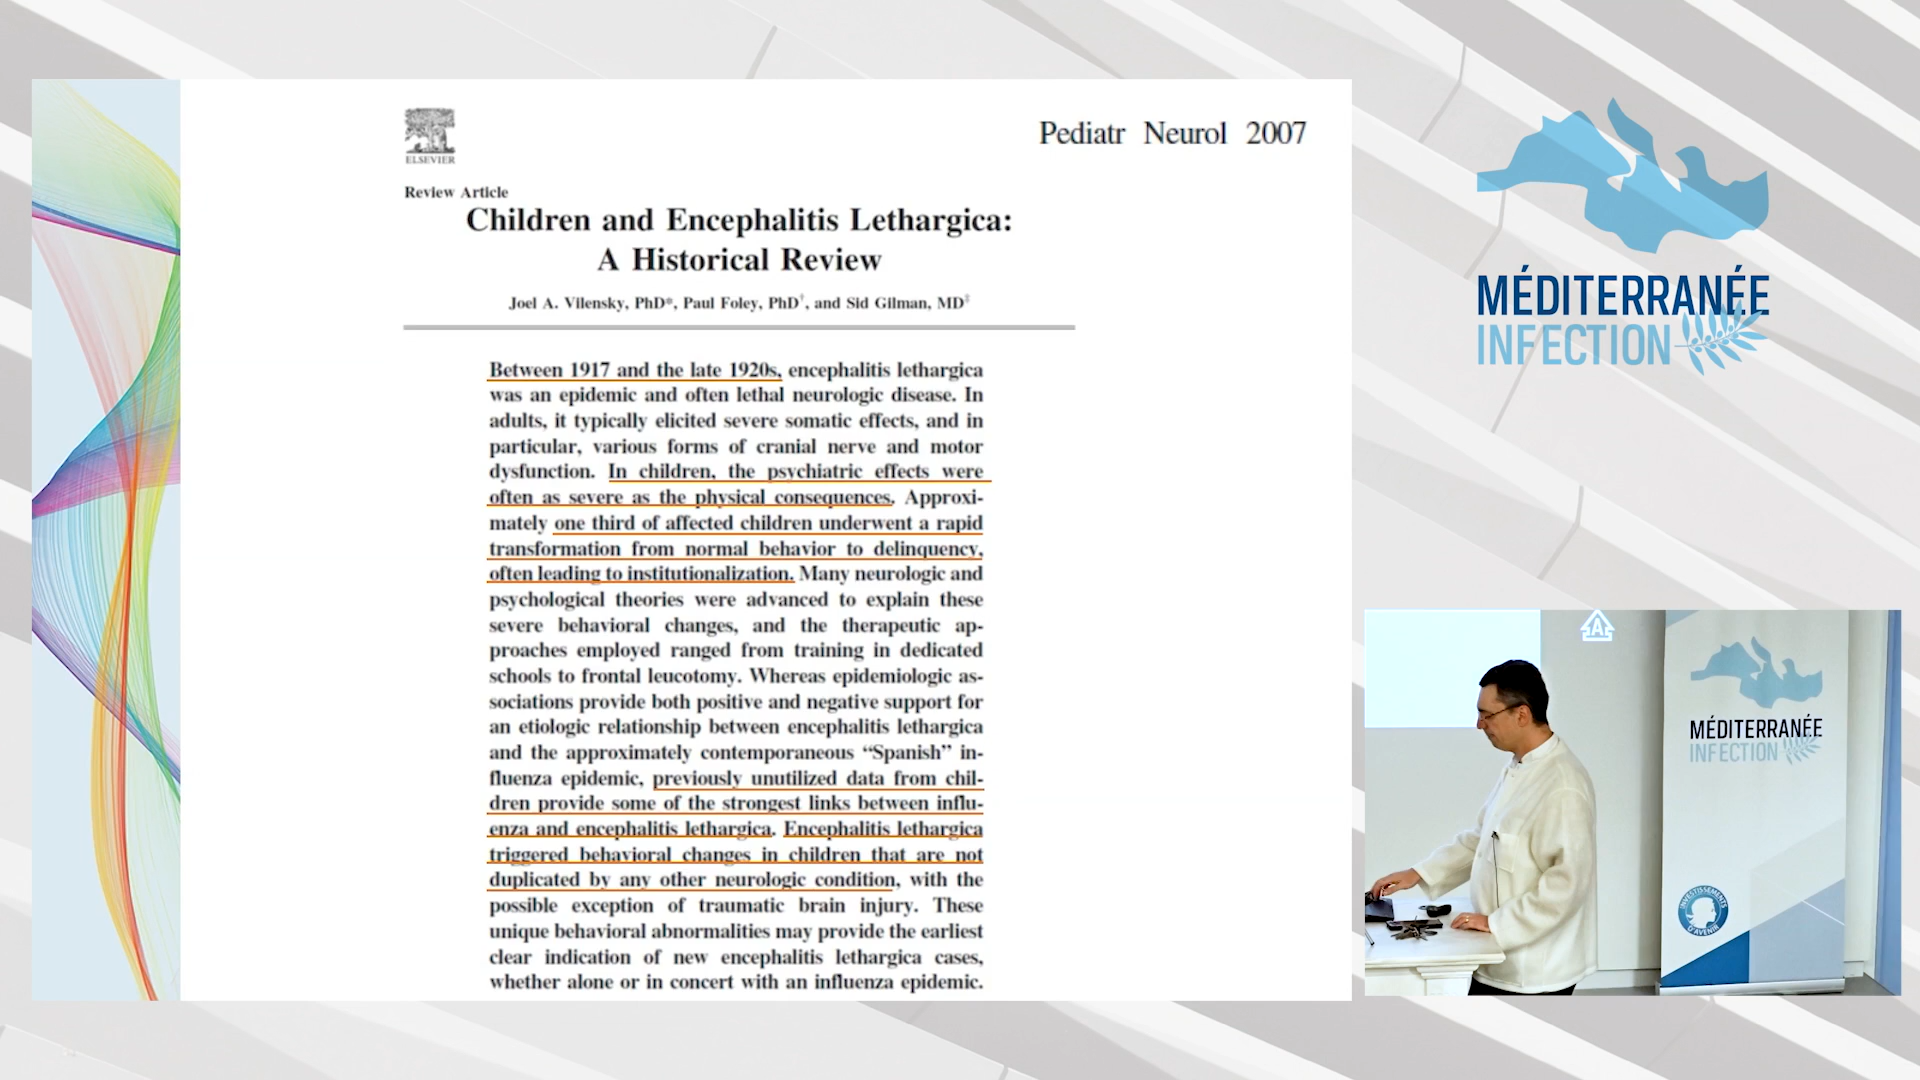 ELSEVIER
Pediatr Neurol 2007
Review Article
Children and Encephalitis Lethargica:
A Historical Review
Joel A. Vilensky, PhD*, Paul Foley, PhD†, and Sid Gilman, MD‡
Between 1917 and the late 1920s, encephalitis lethargica
was an epidemic and often lethal neurologic disease. In
adults, it typically elicited severe somatic effects, and in
particular, various forms of cranial nerve and motor
dysfunction. In children, the psychiatric effects were
often as severe as the physical consequences. Approxi-
mately one third of affected children underwent a rapid
transformation from normal behavior to delinquency,
often leading to institutionalization. Many neurologic and
psychological theories were advanced to explain these
severe behavioral changes, and the therapeutic ap-
proaches employed ranged from training in dedicated
schools to frontal leucotomy. Whereas epidemiologic as-
sociations provide both positive and negative support for
an etiologic relationship between encephalitis lethargica
and the approximately contemporaneous “Spanish” in-
fluenza epidemic, previously unutilized data from chil-
dren provide some of the strongest links between influ-
enza and encephalitis lethargica. Encephalitis lethargica
triggered behavioral changes in children that are not
duplicated by any other neurologic condition, with the
possible exception of traumatic brain injury. These
unique behavioral abnormalities may provide the earliest
clear indication of new encephalitis lethargica cases,
whether alone or in concert with an influenza epidemic.
MÉDITERRANÉE
INFECTION
A
MÉDITERRANÉE
INFECTION
INVESTISSEMENTS
D'AVENIR